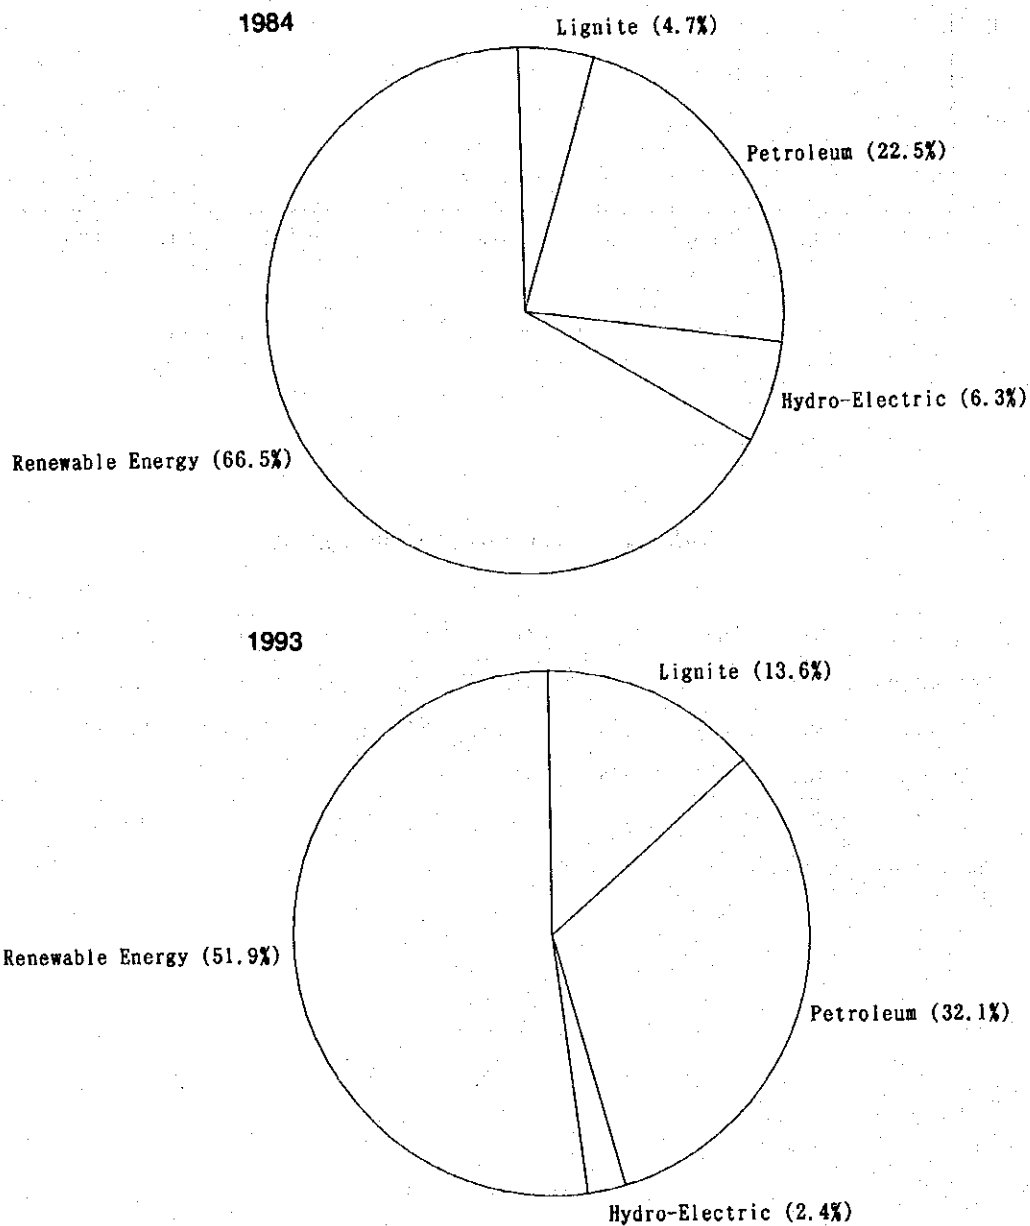 1984
Lignite (4.7%)
Petroleum (22.5%)
Hydro-Electric (6.3%)
Renewable Energy (66.5%)
1993
Lignite (13.6%)
Renewable Energy (51.9%)
Petroleum (32.1%)
Hydro-Electric (2.4%)